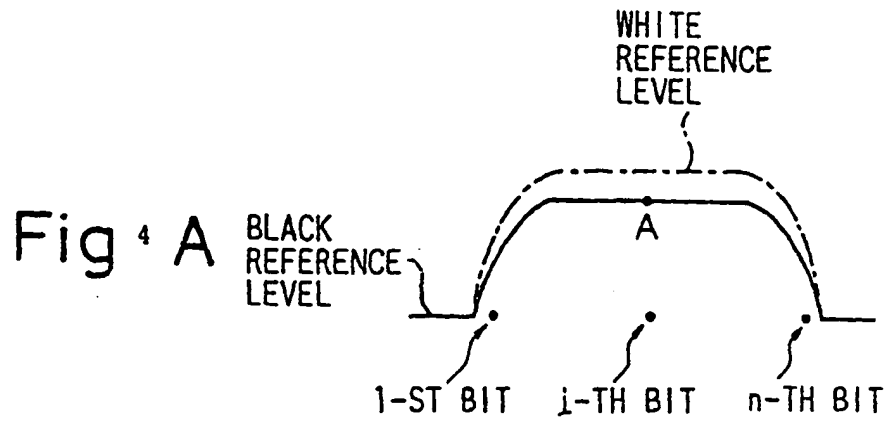 WHITE
REFERENCE
LEVEL
Fig 4 A
BLACK
REFERENCE
LEVEL
A
1-ST BIT
i-TH BIT
n-TH BIT